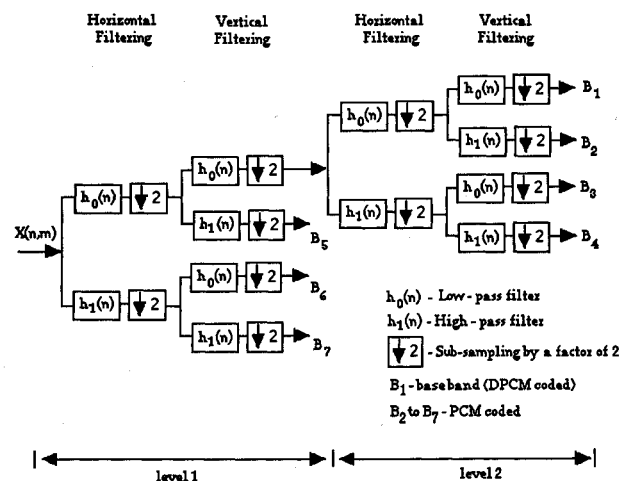 Horizontal Filtering
Vertical Filtering
Horizontal Filtering
Vertical Filtering
h0(n) ↓ 2 B1
h0(n) ↓ 2
h1(n) ↓ 2 B2
h0(n) ↓ 2
h0(n) ↓ 2 B3
h0(n) ↓ 2
h1(n) ↓ 2
h1(n) ↓ 2 B4
X(n,m)
h1(n) ↓ 2 B5
h0(n) ↓ 2 B6
h1(n) ↓ 2
h1(n) ↓ 2 B7
h0(n) - Low-pass filter
h1(n) - High-pass filter
↓ 2 - Sub-sampling by a factor of 2
B1 - baseband (DPCM coded)
B2 to B7 - PCM coded
level 1
level 2